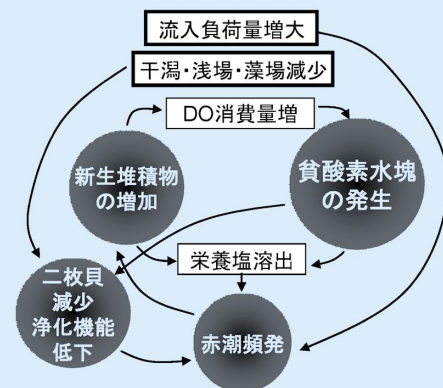 流入負荷量増大
干潟・浅場・藻場減少
DO消費量増
新生堆積物
の増加
貧酸素水塊
の発生
栄養塩溶出
二枚貝
減少
浄化機能
低下
赤潮頻発